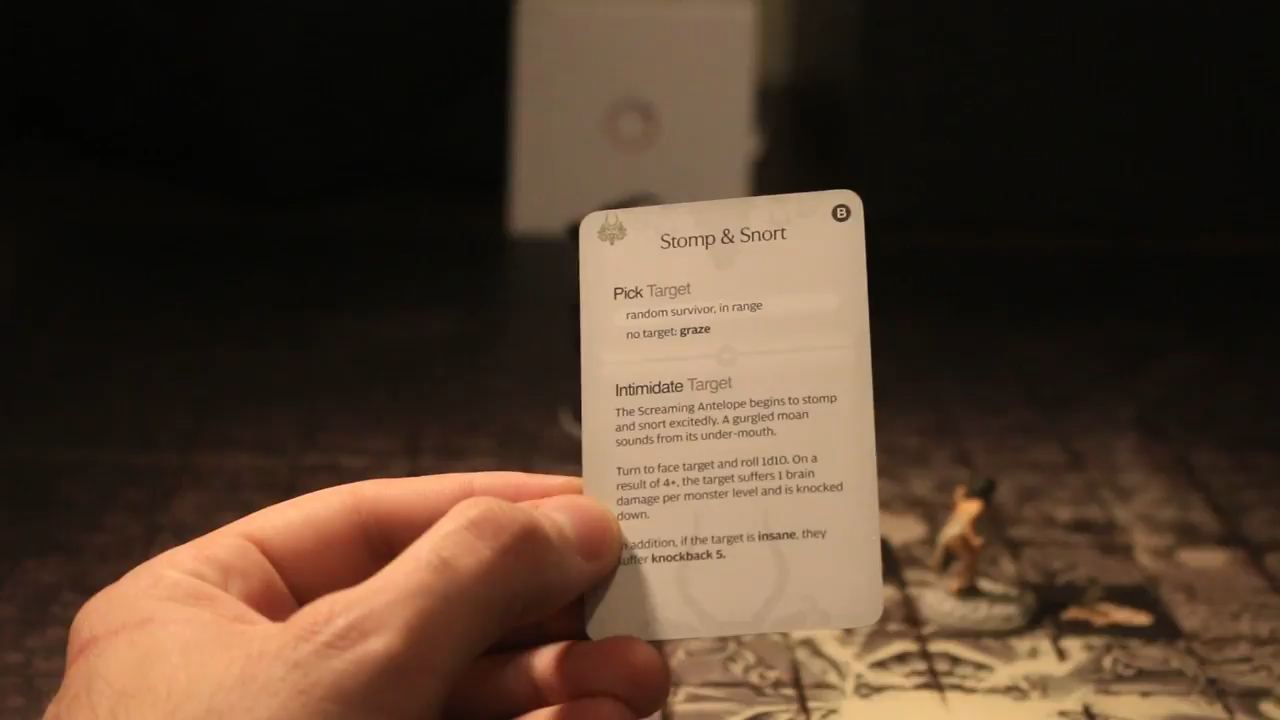 B
Stomp & Snort
Pick Target
random survivor, in range
no target: graze
Intimidate Target
The Screaming Antelope begins to stomp
and snort excitedly. A gurgled moan
sounds from its under-mouth.
Turn to face target and roll 1d10. On a
result of 4+, the target suffers 1 brain
damage per monster level and is knocked
down.
addition, if the target is insane, they
knockback 5.